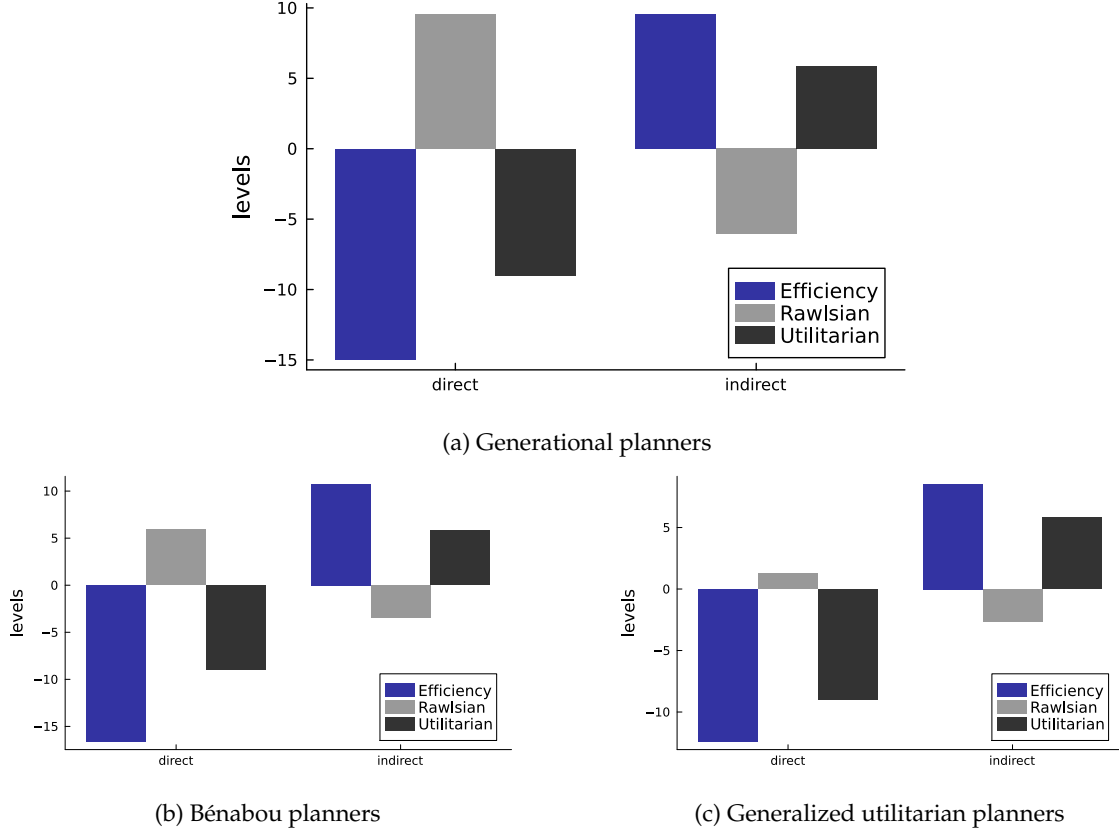 10
5
0
−5
−10
−15
levels
direct
indirect
Efficiency
Rawlsian
Utilitarian
(a) Generational planners
10
5
0
−5
−10
−15
levels
direct
indirect
Efficiency
Rawlsian
Utilitarian
(b) Bénabou planners
5
0
−5
−10
levels
direct
indirect
Efficiency
Rawlsian
Utilitarian
(c) Generalized utilitarian planners